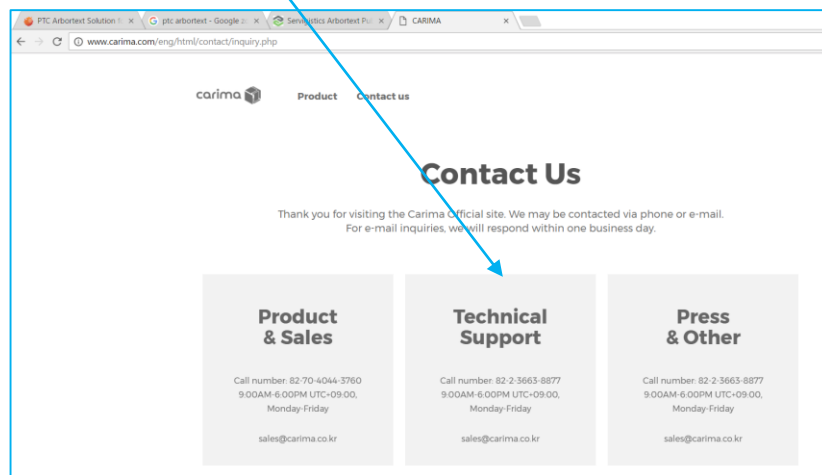 PTC Arbortext Solution f
ptc arbortext - Google
Servigistics Arbortext Pu
CARIMA
www.carima.com/eng/html/contact/inquiry.php
carima
Product
Contact us
Contact Us
Thank you for visiting the Carima Official site. We may be contacted via phone or e-mail.
For e-mail inquiries, we will respond within one business day.
Product
& Sales
Call number: 82-70-4044-3760
9:00AM-6:00PM UTC+09:00,
Monday-Friday
sales@carima.co.kr
Technical
Support
Call number: 82-2-3663-8877
9:00AM-6:00PM UTC+09:00,
Monday-Friday
sales@carima.co.kr
Press
& Other
Call number: 82-2-3663-8877
9:00AM-6:00PM UTC+09:00,
Monday-Friday
sales@carima.co.kr